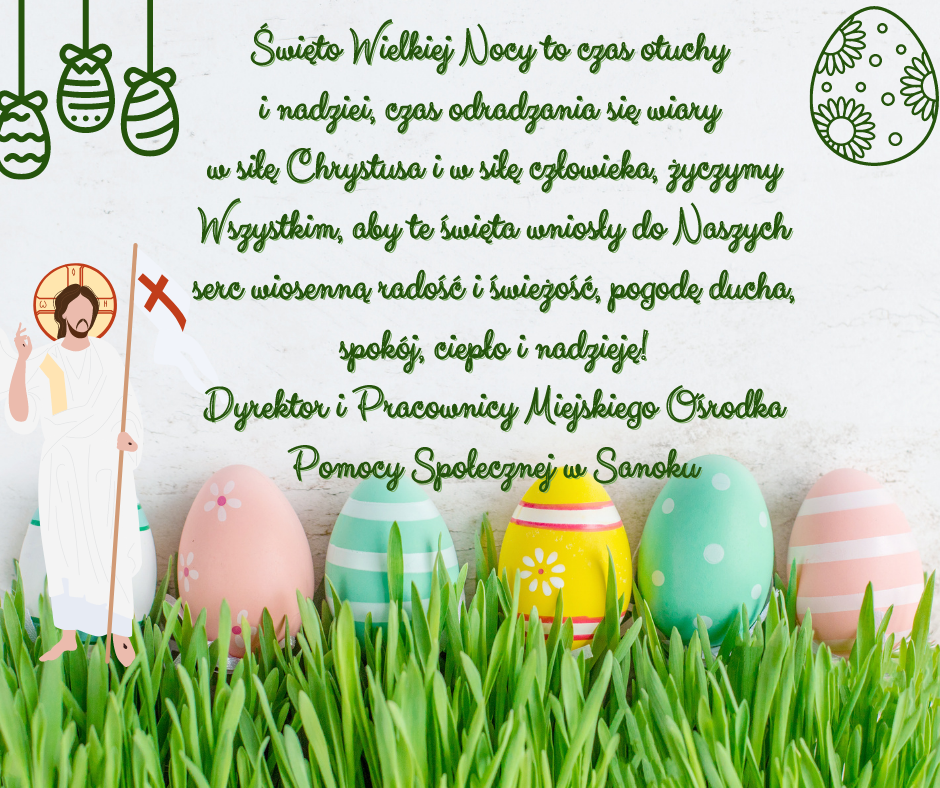 Święto Wielkiej Nocy to czas otuchy
i nadziei, czas odradzania się wiary
w siłę Chrystusa i w siłę człowieka, życzymy
Wszystkim, aby te święta wniosły do Naszych
serc wiosenną radość i świeżość, pogodę ducha,
spokój, ciepło i nadzieję!
Dyrektor i Pracownicy Miejskiego Ośrodka
Pomocy Społecznej w Sanoku